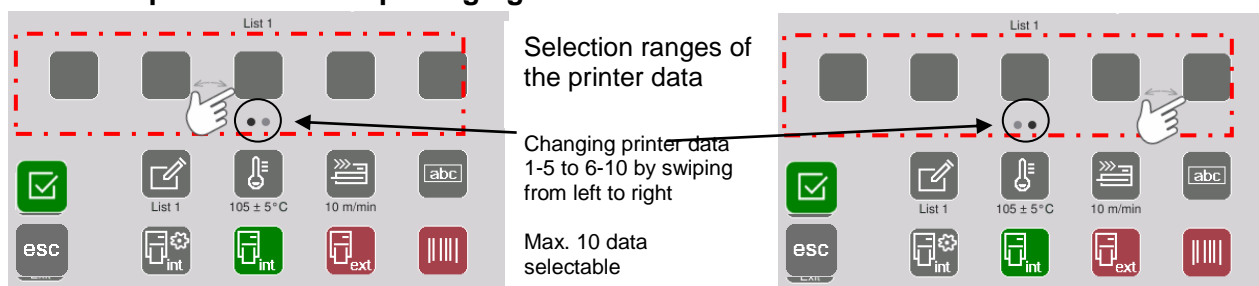 List 1
abc
List 1
105 ± 5°C
10 m/min
esc
int
int
ext
Selection ranges of
the printer data
Changing printer data
1-5 to 6-10 by swiping
from left to right
Max. 10 data
selectable
List 1
abc
List 1
105 ± 5°C
10 m/min
esc
int
int
ext
Exit